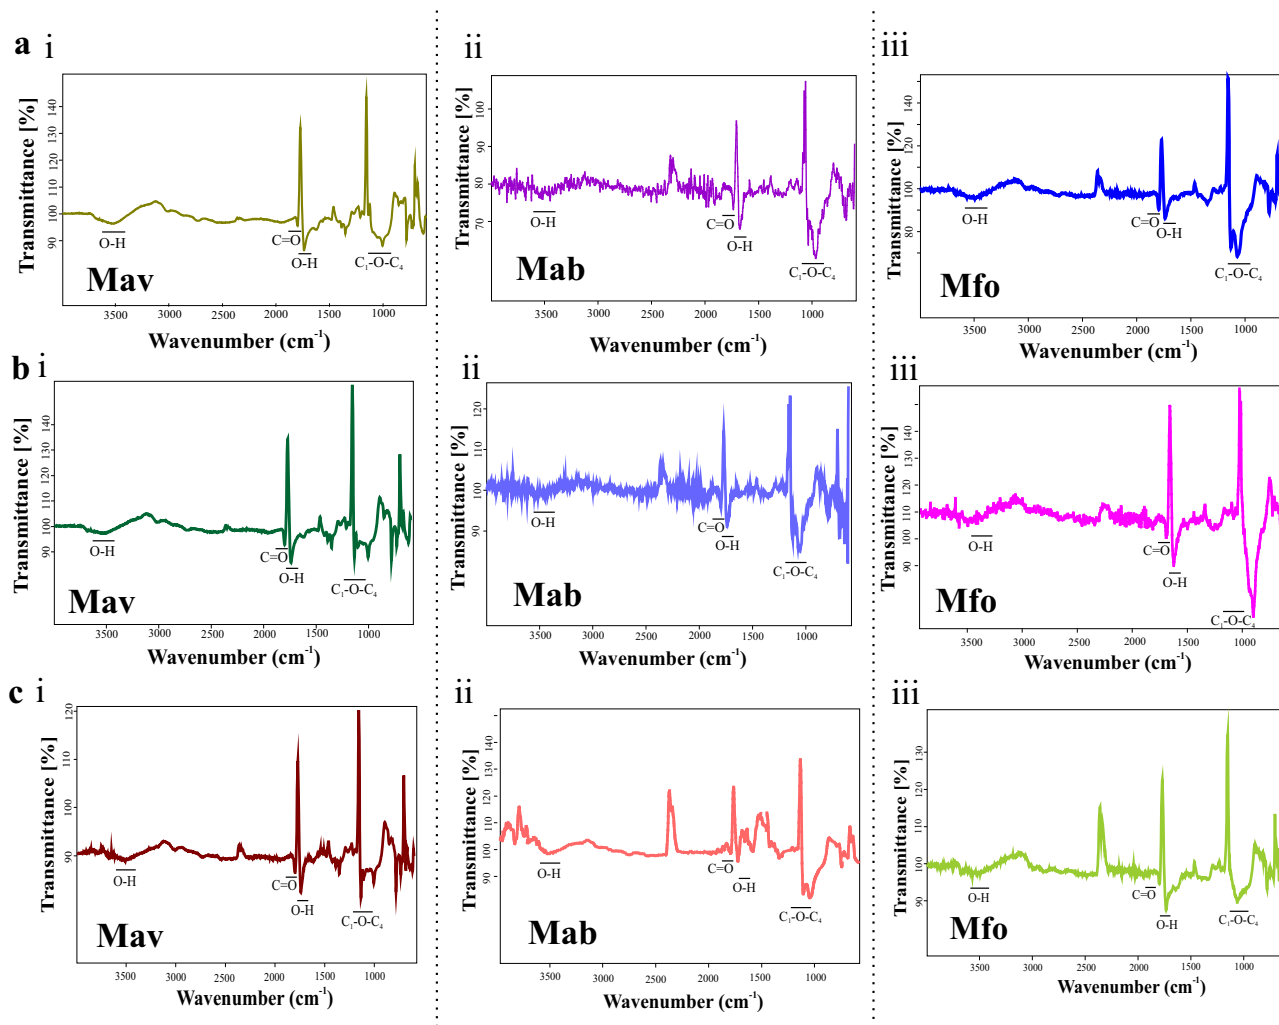 a i
Transmittance [%]
140
130
120
110
100
90
O-H
C=O
O-H
C₁-O-C₄
Mav
3500 3000 2500 2000 1500 1000
Wavenumber (cm⁻¹)
ii
Transmittance [%]
100
90
80
70
O-H
C=O
O-H
C₁-O-C₄
Mab
3500 3000 2500 2000 1500 1000
Wavenumber (cm⁻¹)
iii
Transmittance [%]
140
120
100
80
O-H
C=O
O-H
C₁-O-C₄
Mfo
3500 3000 2500 2000 1500 1000
Wavenumber (cm⁻¹)
b i
Transmittance [%]
140
130
120
110
100
90
O-H
C=O
O-H
C₁-O-C₄
Mav
3500 3000 2500 2000 1500 1000
Wavenumber (cm⁻¹)
ii
Transmittance [%]
120
110
100
90
O-H
C=O
O-H
C₁-O-C₄
Mab
3500 3000 2500 2000 1500 1000
Wavenumber (cm⁻¹)
iii
Transmittance [%]
140
130
120
110
100
90
O-H
C=O
O-H
C₁-O-C₄
Mfo
3500 3000 2500 2000 1500 1000
Wavenumber (cm⁻¹)
c i
Transmittance [%]
120
110
100
90
O-H
C=O
O-H
C₁-O-C₄
Mav
3500 3000 2500 2000 1500 1000
Wavenumber (cm⁻¹)
ii
Transmittance [%]
140
130
120
110
100
90
O-H
C=O
O-H
C₁-O-C₄
Mab
3500 3000 2500 2000 1500 1000
Wavenumber (cm⁻¹)
iii
Transmittance [%]
130
120
110
100
90
O-H
C=O
O-H
C₁-O-C₄
Mfo
3500 3000 2500 2000 1500 1000
Wavenumber (cm⁻¹)